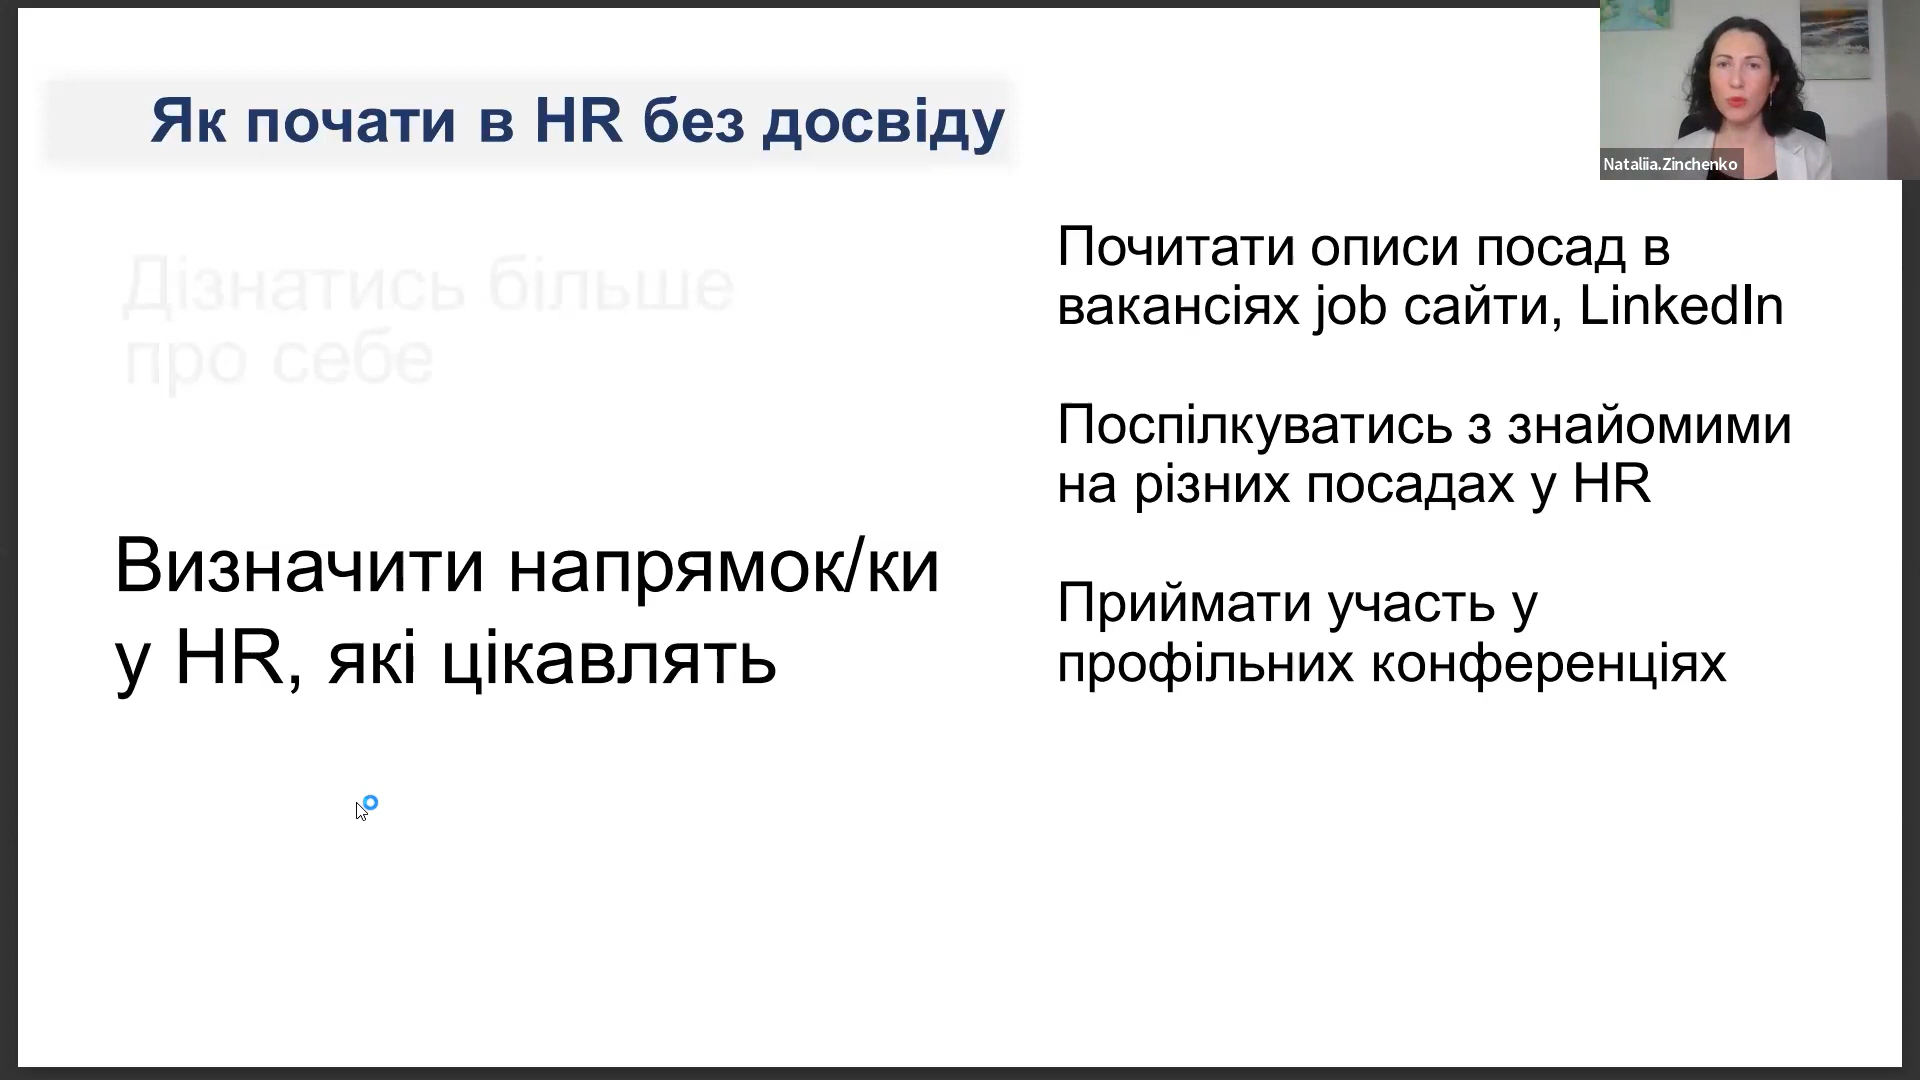 Як почати в HR без досвіду
Nataliia.Zinchenko
Дізнатись більше
про себе
Визначити напрямок/ки
у HR, які цікавлять
Почитати описи посад в
вакансіях job сайти, LinkedIn
Поспілкуватись з знайомими
на різних посадах у HR
Приймати участь у
профільних конференціях